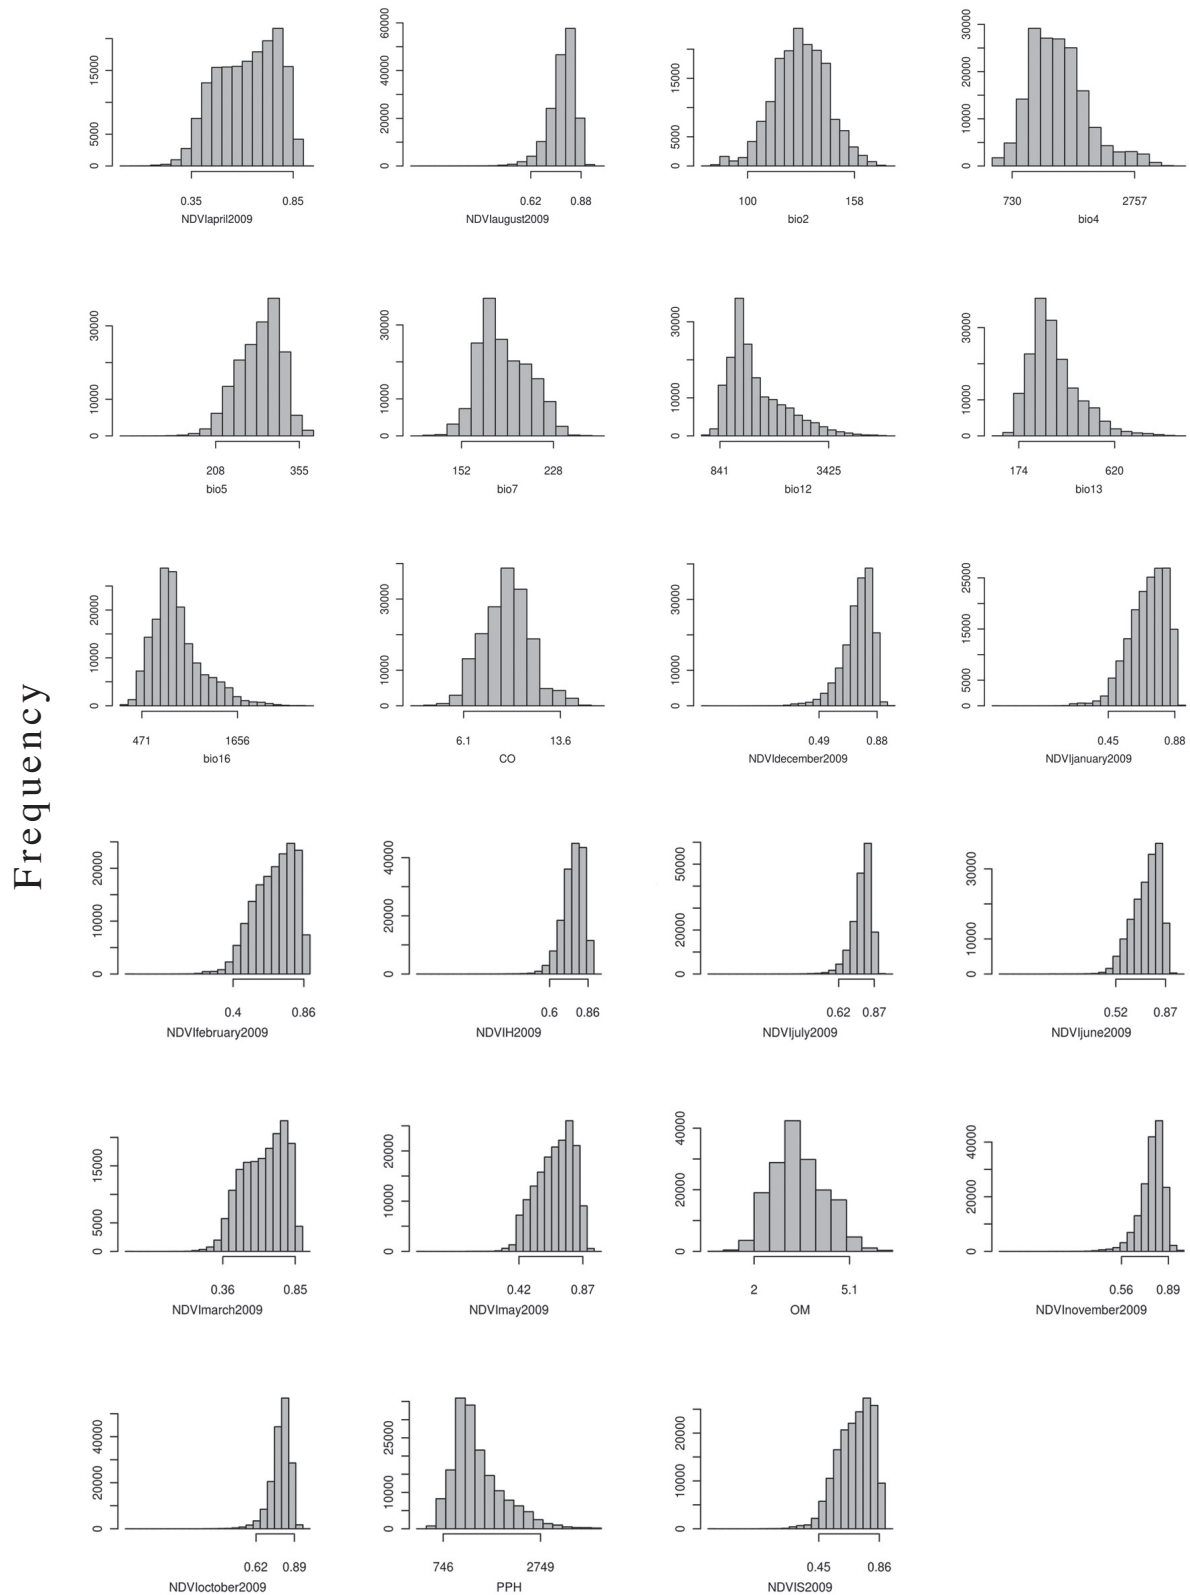 Frequency
0 5000 15000
0.35 0.85
NDVIapril2009
0 20000 40000 60000
0.62 0.88
NDVIaugust2009
0 5000 15000
100 158
bio2
0 10000 20000 30000
730 2757
bio4
0 10000 30000
208 355
bio5
0 10000 30000
152 228
bio7
0 10000 30000
841 3425
bio12
0 10000 30000
174 620
bio13
0 10000 20000
471 1656
bio16
0 10000 30000
6.1 13.6
CO
0 10000 30000
0.49 0.88
NDVIdecember2009
0 5000 15000 25000
0.45 0.88
NDVIjanuary2009
0 10000 20000
0.4 0.86
NDVIfebruary2009
0 20000 40000
0.6 0.86
NDVIH2009
0 20000 50000
0.62 0.87
NDVIjuly2009
0 10000 30000
0.52 0.87
NDVIjune2009
0 5000 15000
0.36 0.85
NDVImarch2009
0 10000 20000
0.42 0.87
NDVImay2009
0 20000 40000
2 5.1
OM
0 20000 40000
0.56 0.89
NDVInovember2009
0 20000 40000
0.62 0.89
NDVIoctober2009
0 10000 25000
746 2749
PPH
0 10000 20000
0.45 0.86
NDVIS2009